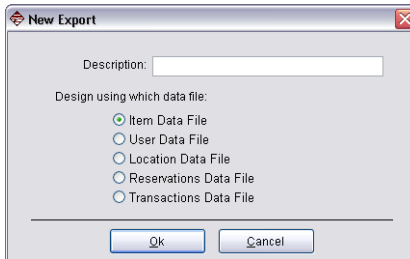 New Export
Description:
Design using which data file:
Item Data File
User Data File
Location Data File
Reservations Data File
Transactions Data File
Ok Cancel